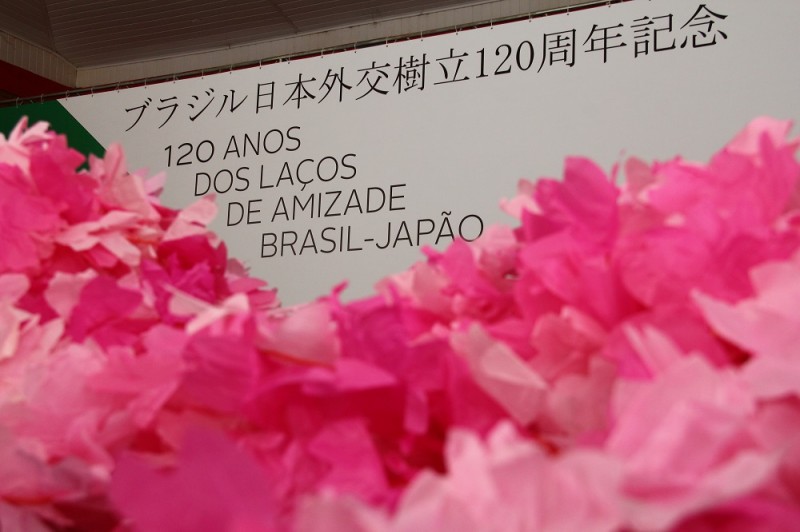 ブラジル日本外交樹立120周年記念
120 ANOS
DOS LAÇOS
DE AMIZADE
BRASIL-JAPÃO